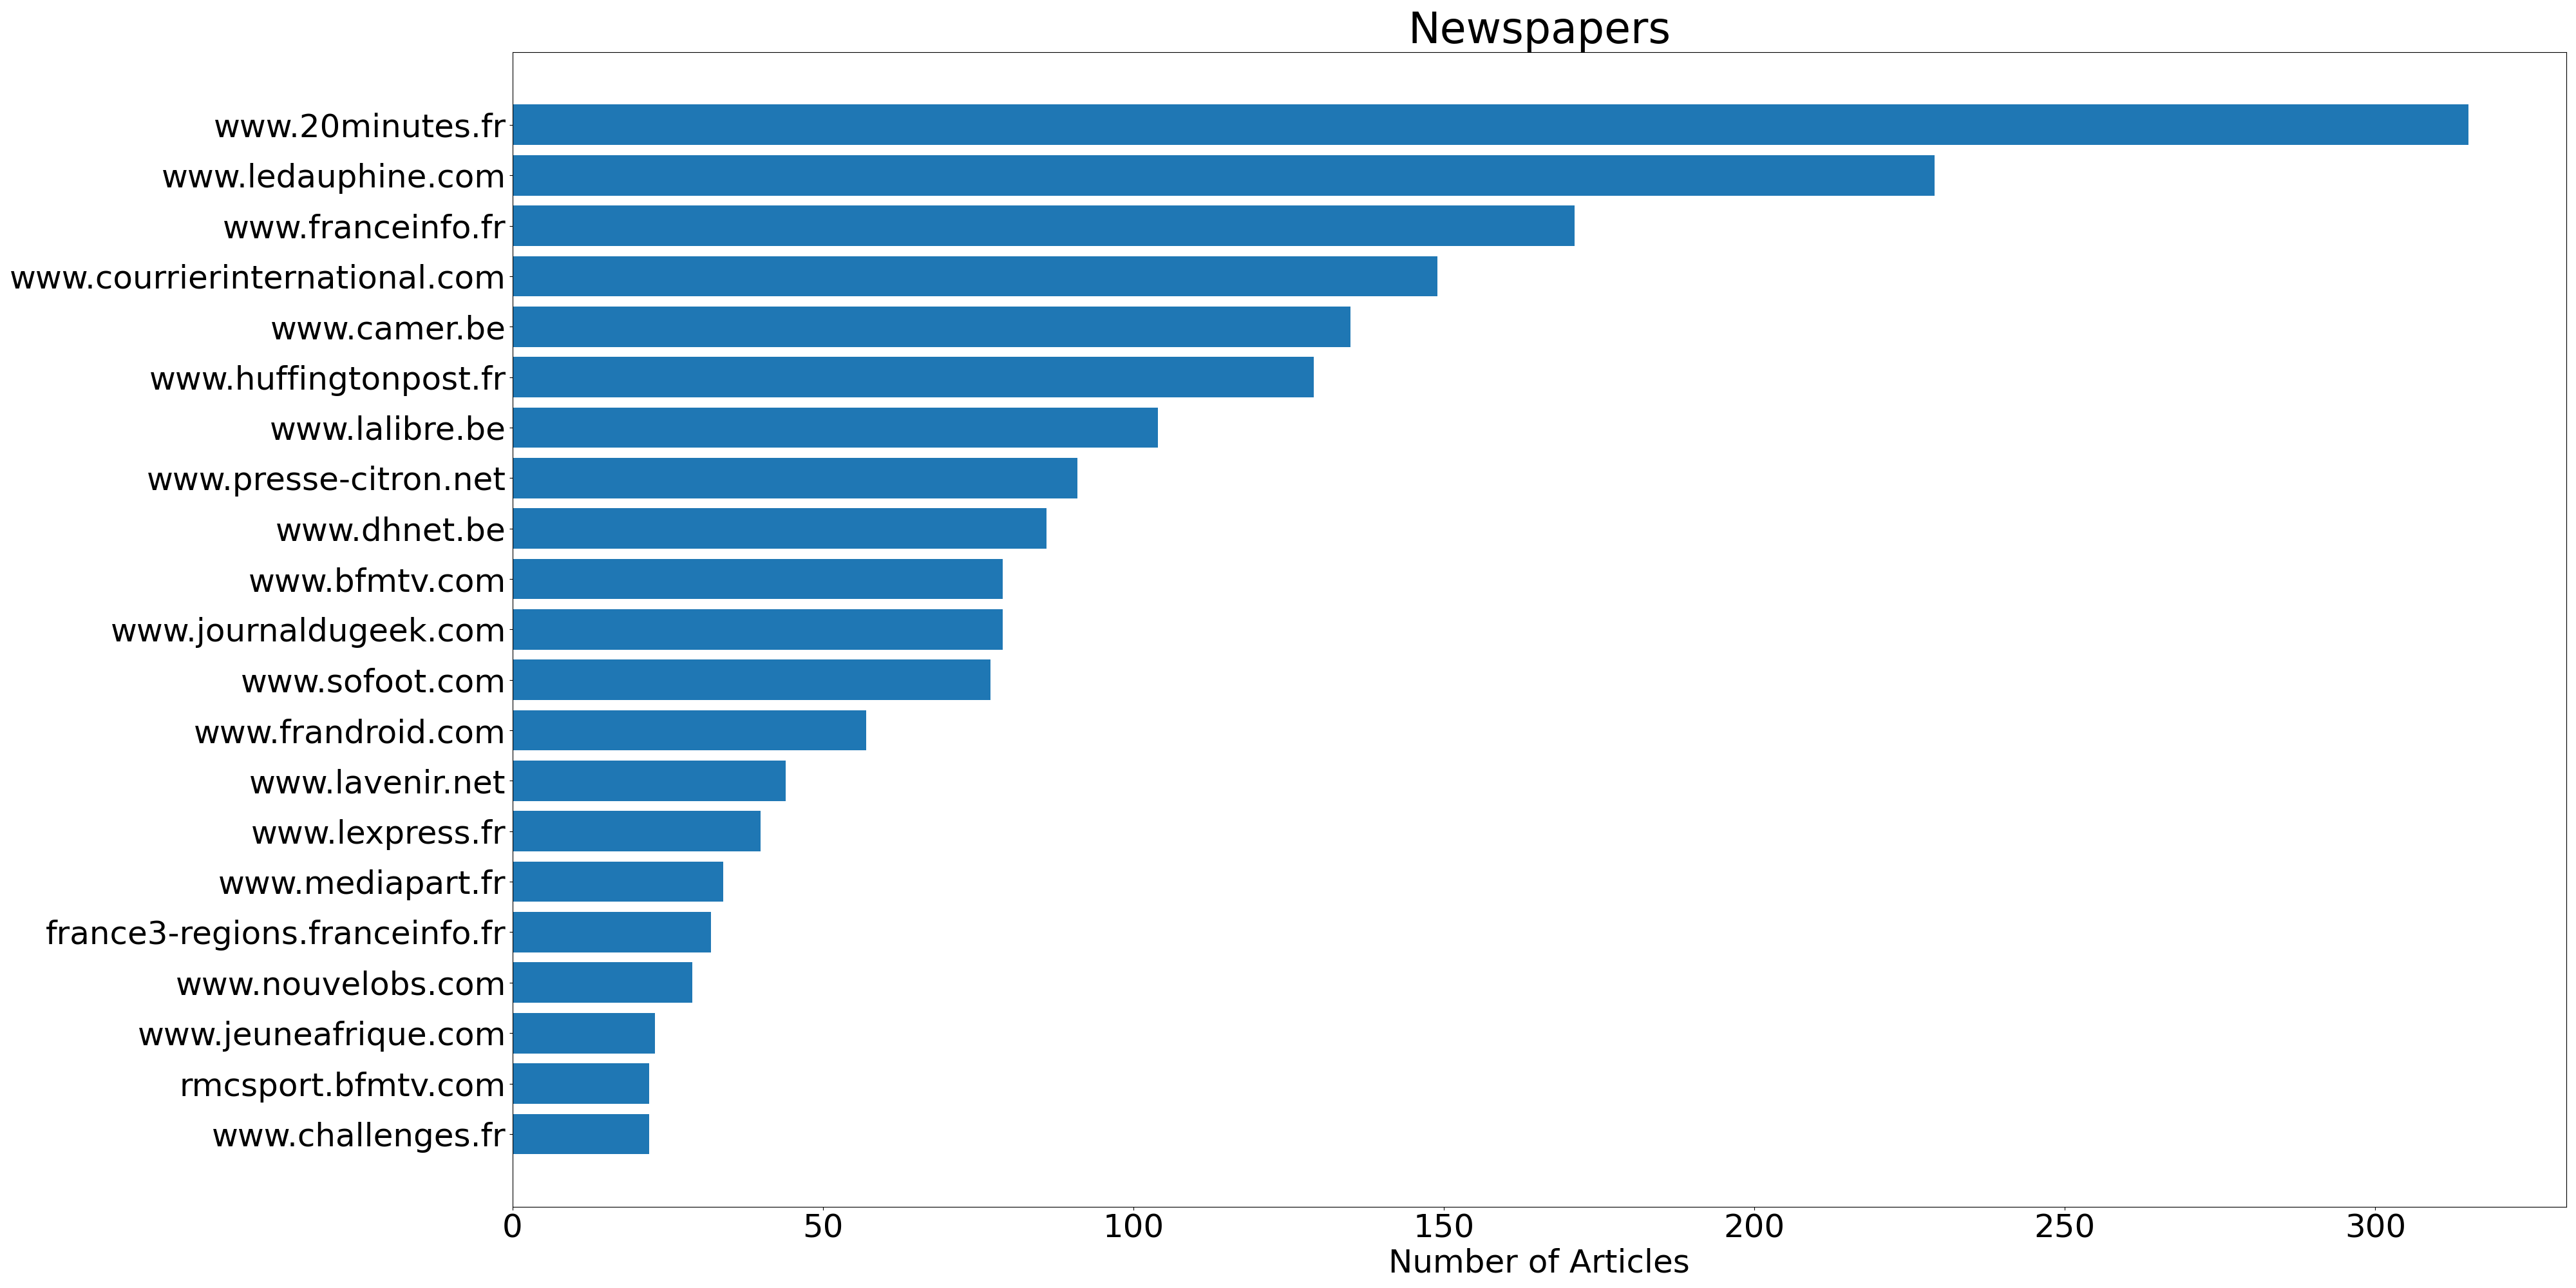 Newspapers
www.20minutes.fr
www.ledauphine.com
www.franceinfo.fr
www.courrierinternational.com
www.camer.be
www.huffingtonpost.fr
www.lalibre.be
www.presse-citron.net
www.dhnet.be
www.bfmtv.com
www.journaldugeek.com
www.sofoot.com
www.frandroid.com
www.lavenir.net
www.lexpress.fr
www.mediapart.fr
france3-regions.franceinfo.fr
www.nouvelobs.com
www.jeuneafrique.com
rmcsport.bfmtv.com
www.challenges.fr
0 50 100 150 200 250 300
Number of Articles